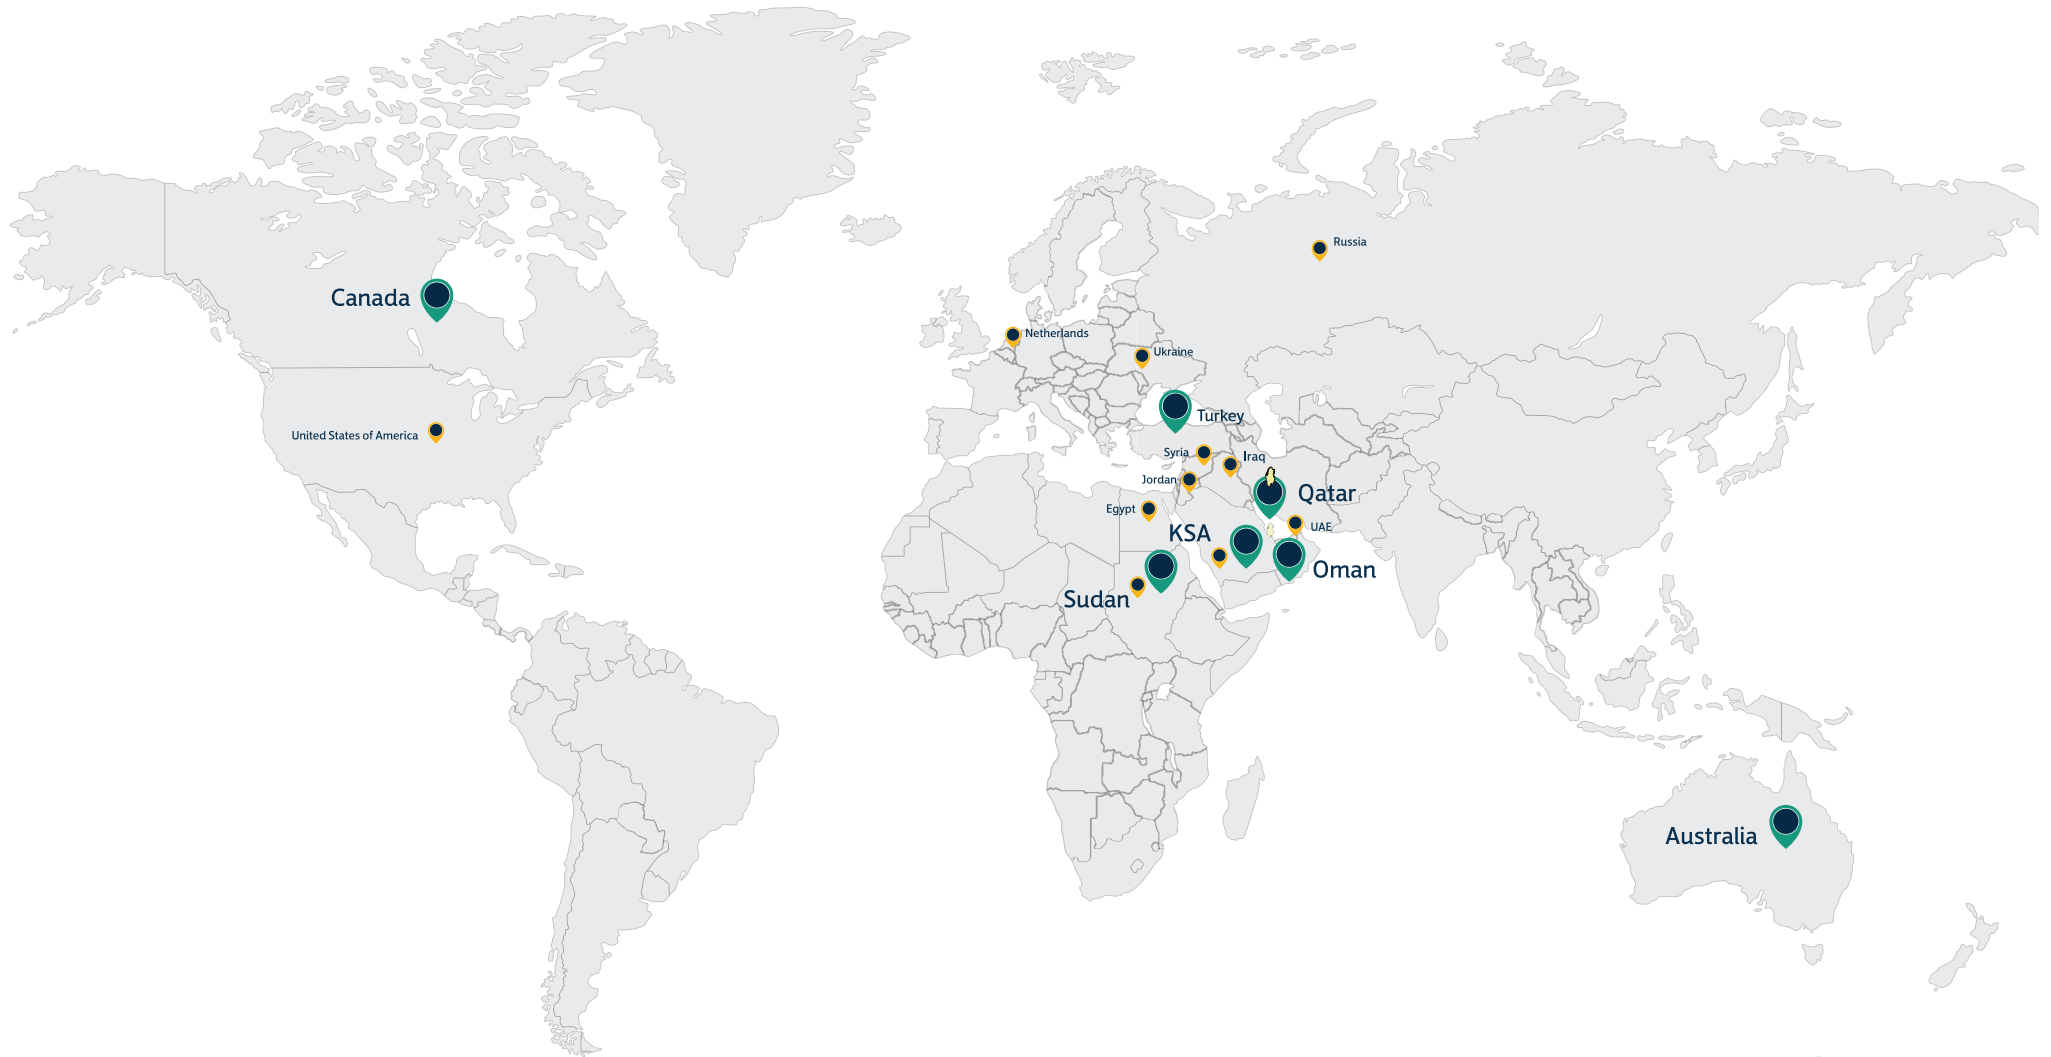 Russia
Canada
Netherlands
Ukraine
Turkey
United States of America
Syria
Iraq
Jordan
Qatar
Egypt
UAE
KSA
Oman
Sudan
Australia